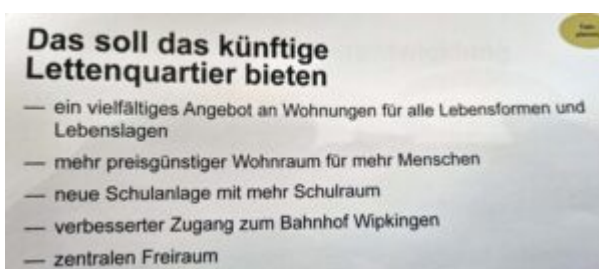 Das soll das künftige
Lettenquartier bieten
— ein vielfältiges Angebot an Wohnungen für alle Lebensformen und
Lebenslagen
— mehr preisgünstiger Wohnraum für mehr Menschen
— neue Schulanlage mit mehr Schulraum
— verbesserter Zugang zum Bahnhof Wipkingen
— zentralen Freiraum